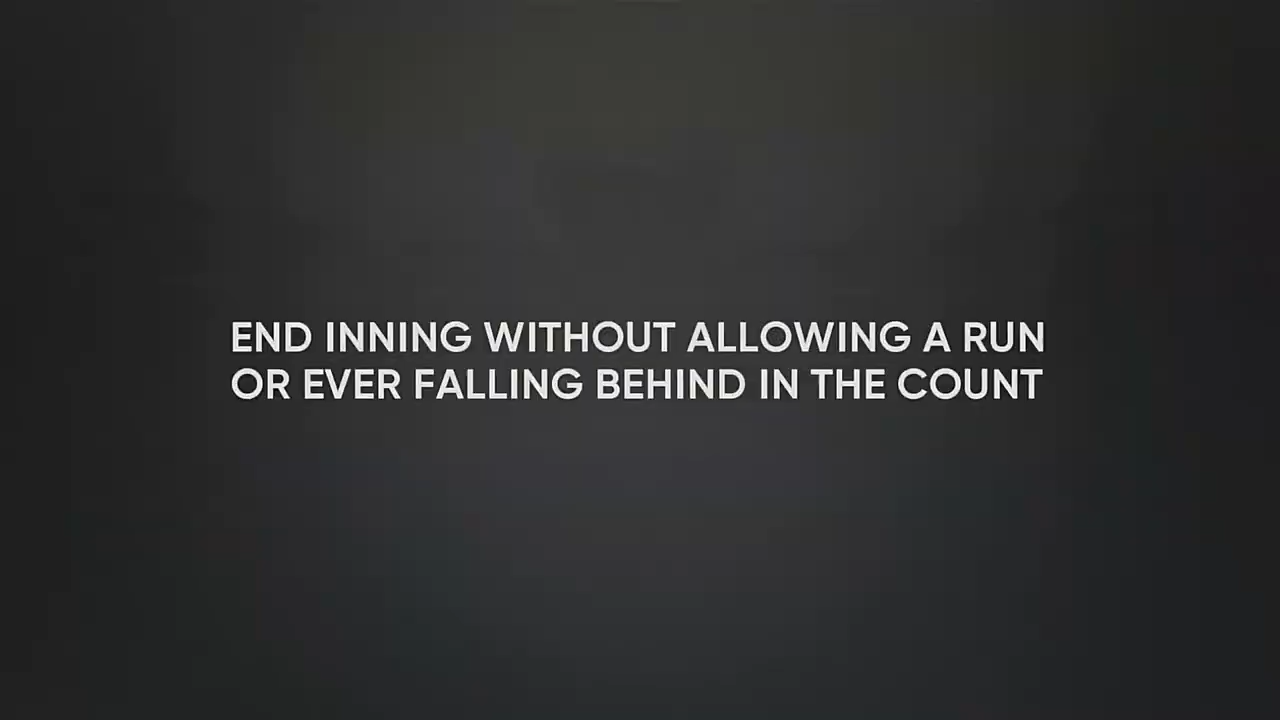 END INNING WITHOUT ALLOWING A RUN
OR EVER FALLING BEHIND IN THE COUNT